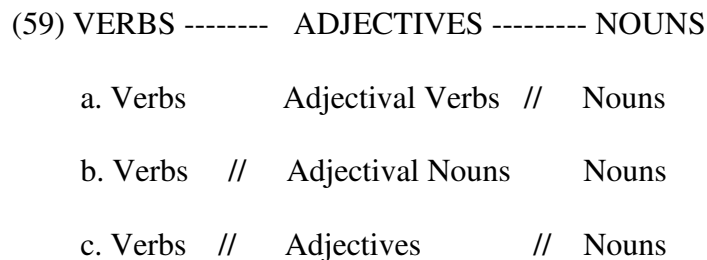 (59) VERBS -------- ADJECTIVES --------- NOUNS
a. Verbs Adjectival Verbs // Nouns
b. Verbs // Adjectival Nouns Nouns
c. Verbs // Adjectives // Nouns